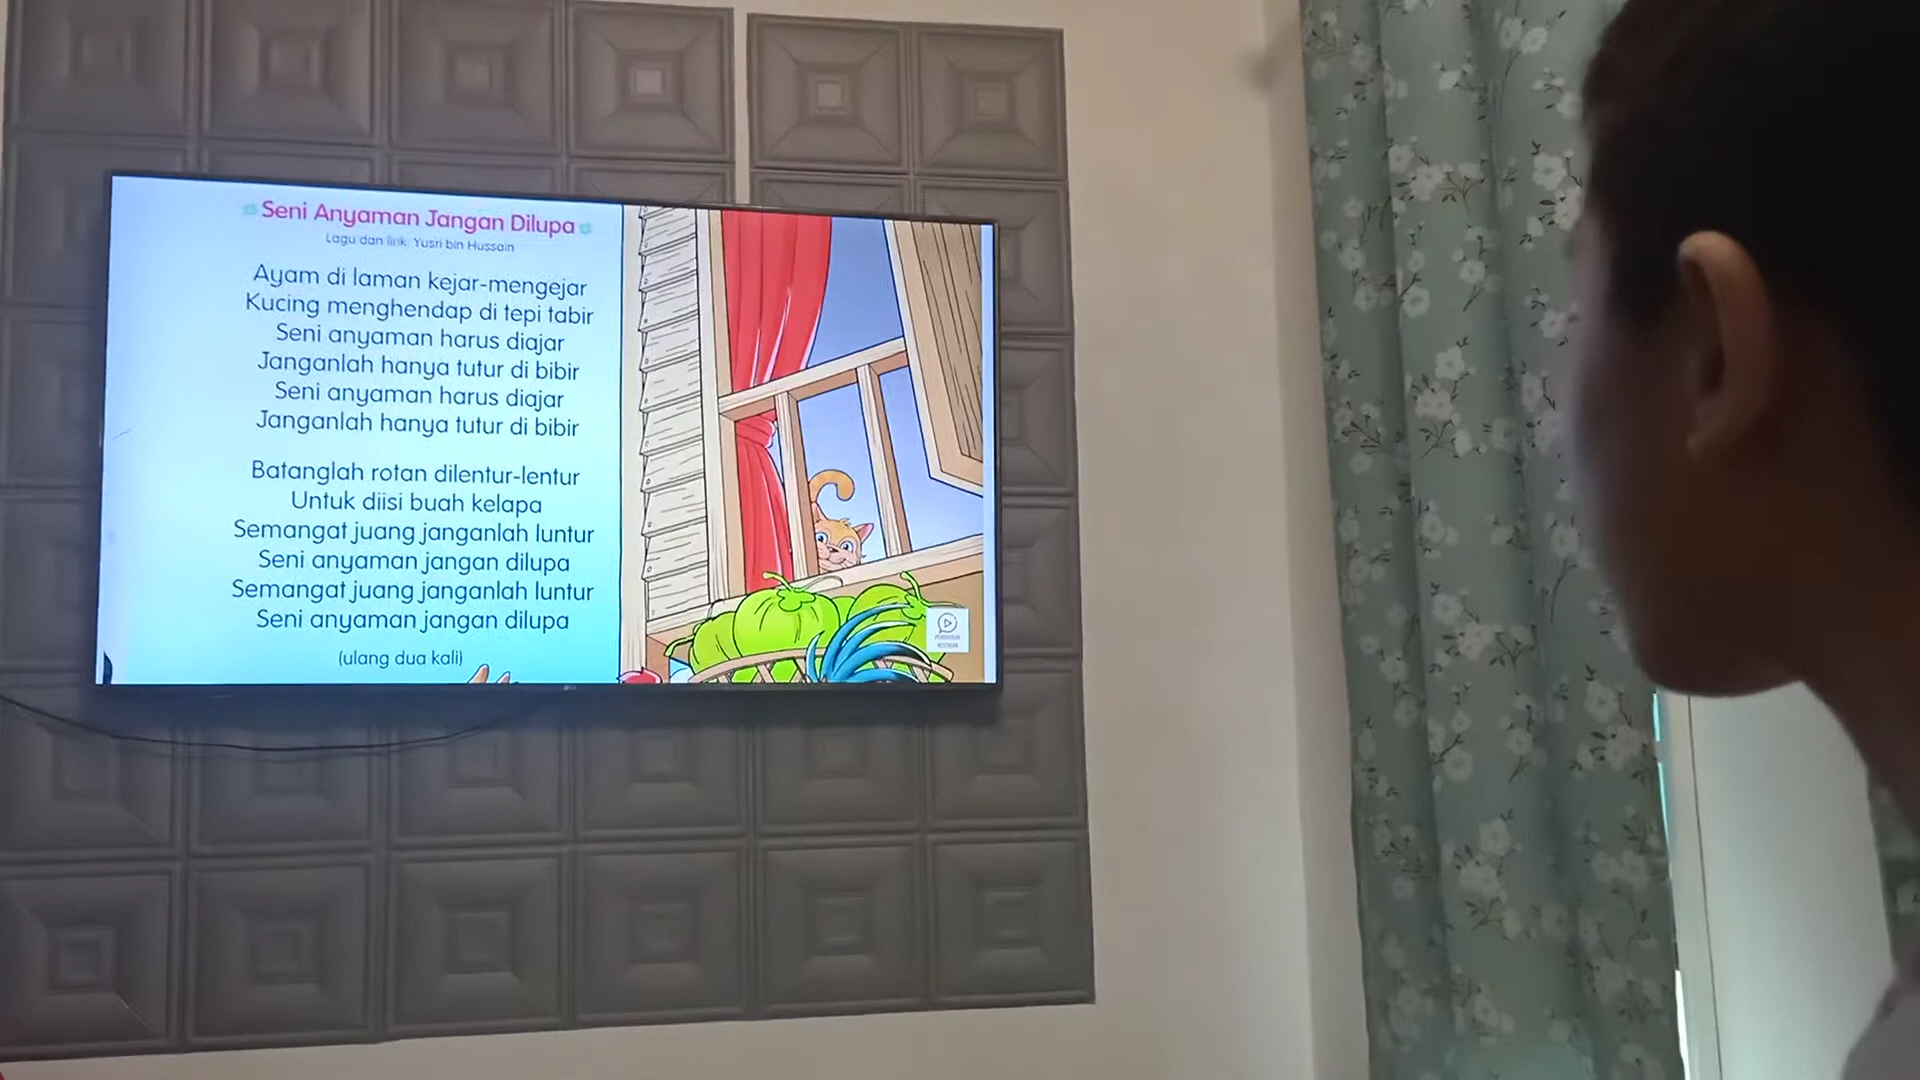 Seni Anyaman Jangan Dilupa
Lagu dan lirik: Yusri bin Hussain
Ayam di laman kejar-mengejar
Kucing menghendap di tepi tabir
Seni anyaman harus diajar
Janganlah hanya tutur di bibir
Seni anyaman harus diajar
Janganlah hanya tutur di bibir
Batanglah rotan dilentur-lentur
Untuk diisi buah kelapa
Semangat juang janganlah luntur
Seni anyaman jangan dilupa
Semangat juang janganlah luntur
Seni anyaman jangan dilupa
(ulang dua kali)
PENDIDIKAN
KESENIAN